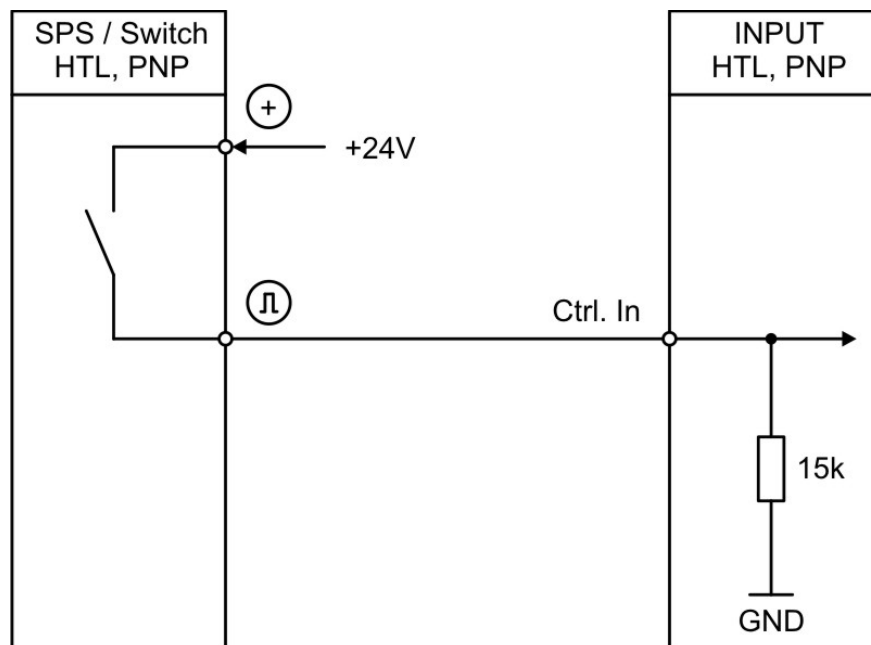 SPS / Switch
HTL, PNP
INPUT
HTL, PNP
+
+24V
Ctrl. In
15k
GND